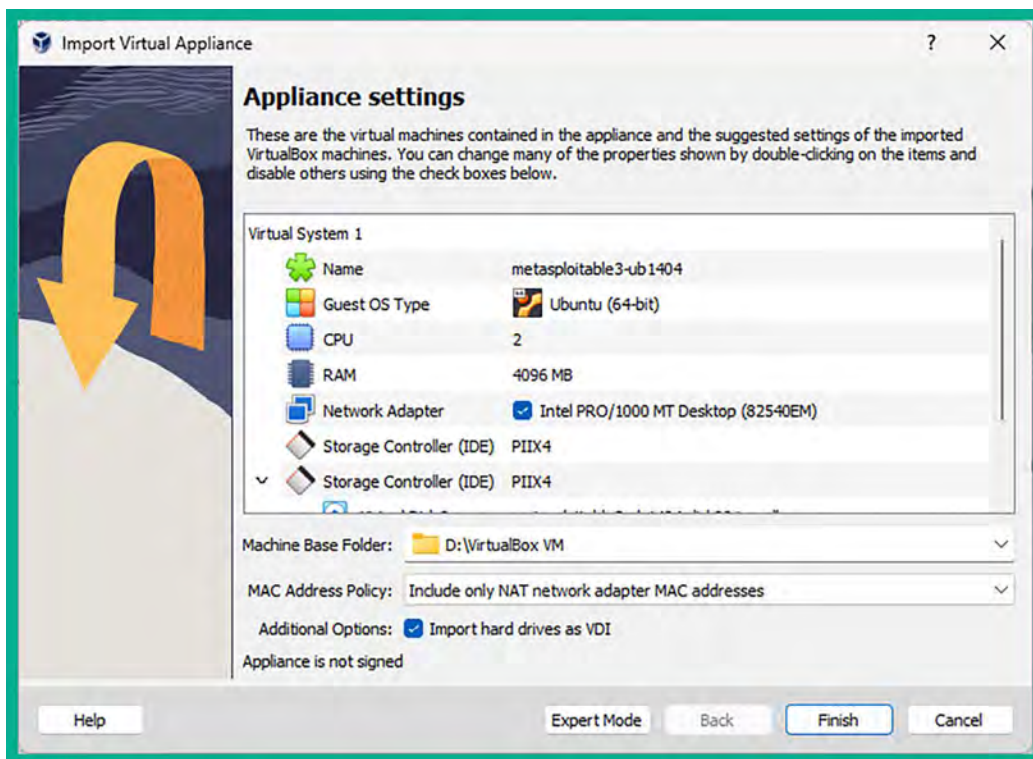 Import Virtual Appliance
?
Appliance settings
These are the virtual machines contained in the appliance and the suggested settings of the imported
VirtualBox machines. You can change many of the properties shown by double-clicking on the items and
disable others using the check boxes below.
Virtual System 1
Name metasploitable3-ub1404
Guest OS Type Ubuntu (64-bit)
CPU 2
RAM 4096 MB
Network Adapter Intel PRO/1000 MT Desktop (82540EM)
Storage Controller (IDE) PIIX4
Storage Controller (IDE) PIIX4
Machine Base Folder: D:\VirtualBox VM
MAC Address Policy: Include only NAT network adapter MAC addresses
Additional Options: Import hard drives as VDI
Appliance is not signed
Help Expert Mode Back Finish Cancel